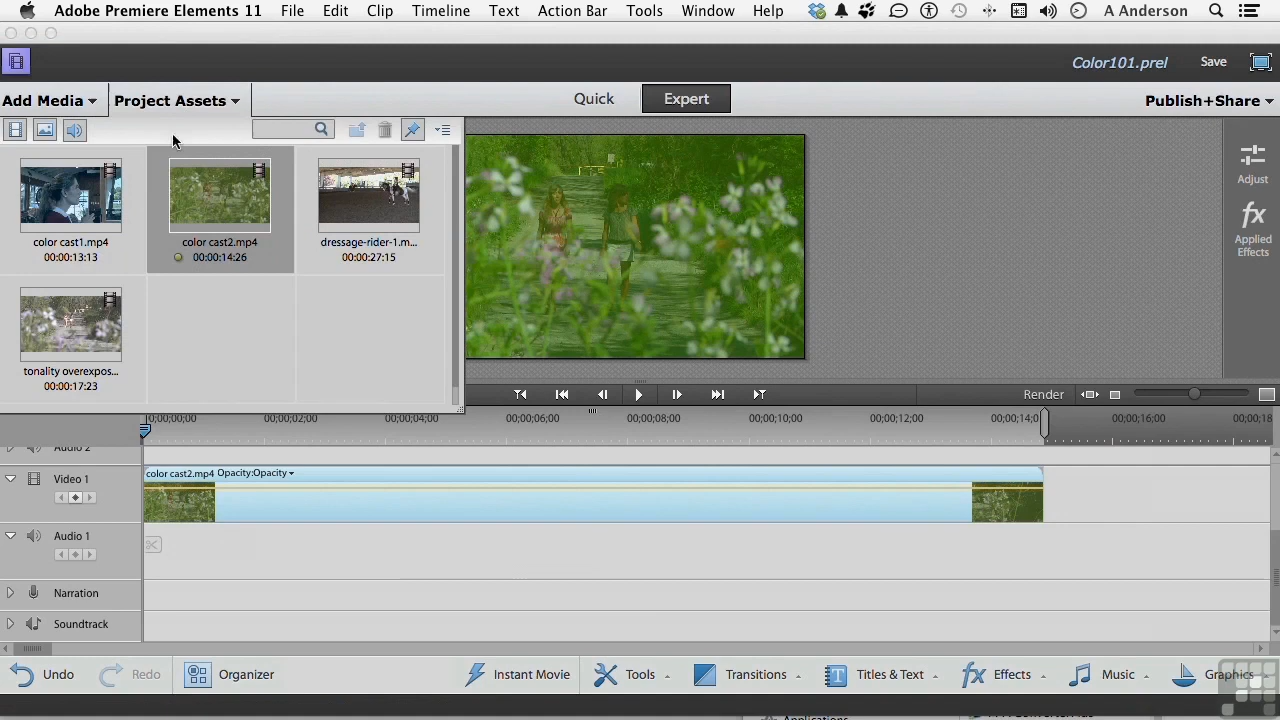 Adobe Premiere Elements 11 File Edit Clip Timeline Text Action Bar Tools Window Help A Anderson
Color101.prel Save
Add Media Project Assets Quick Expert Publish+Share
Adjust
fx
Applied
Effects
color cast1.mp4 color cast2.mp4 dressage-rider-1.m...
00:00:13:13 00:00:14:26 00:00:27:15
tonality overexpos...
00:00:17:23
Render
00;00;00;00 00;00;02;00 00;00;04;00 00;00;06;00 00;00;08;00 00;00;10;00 00;00;12;00 00;00;14;0 00;00;16;00 00;00;18
Audio 2
color cast2.mp4 Opacity:Opacity
Video 1
Audio 1
Narration
Soundtrack
Undo Redo Organizer Instant Movie Tools Transitions T Titles & Text fx Effects Music Graphics
Applications